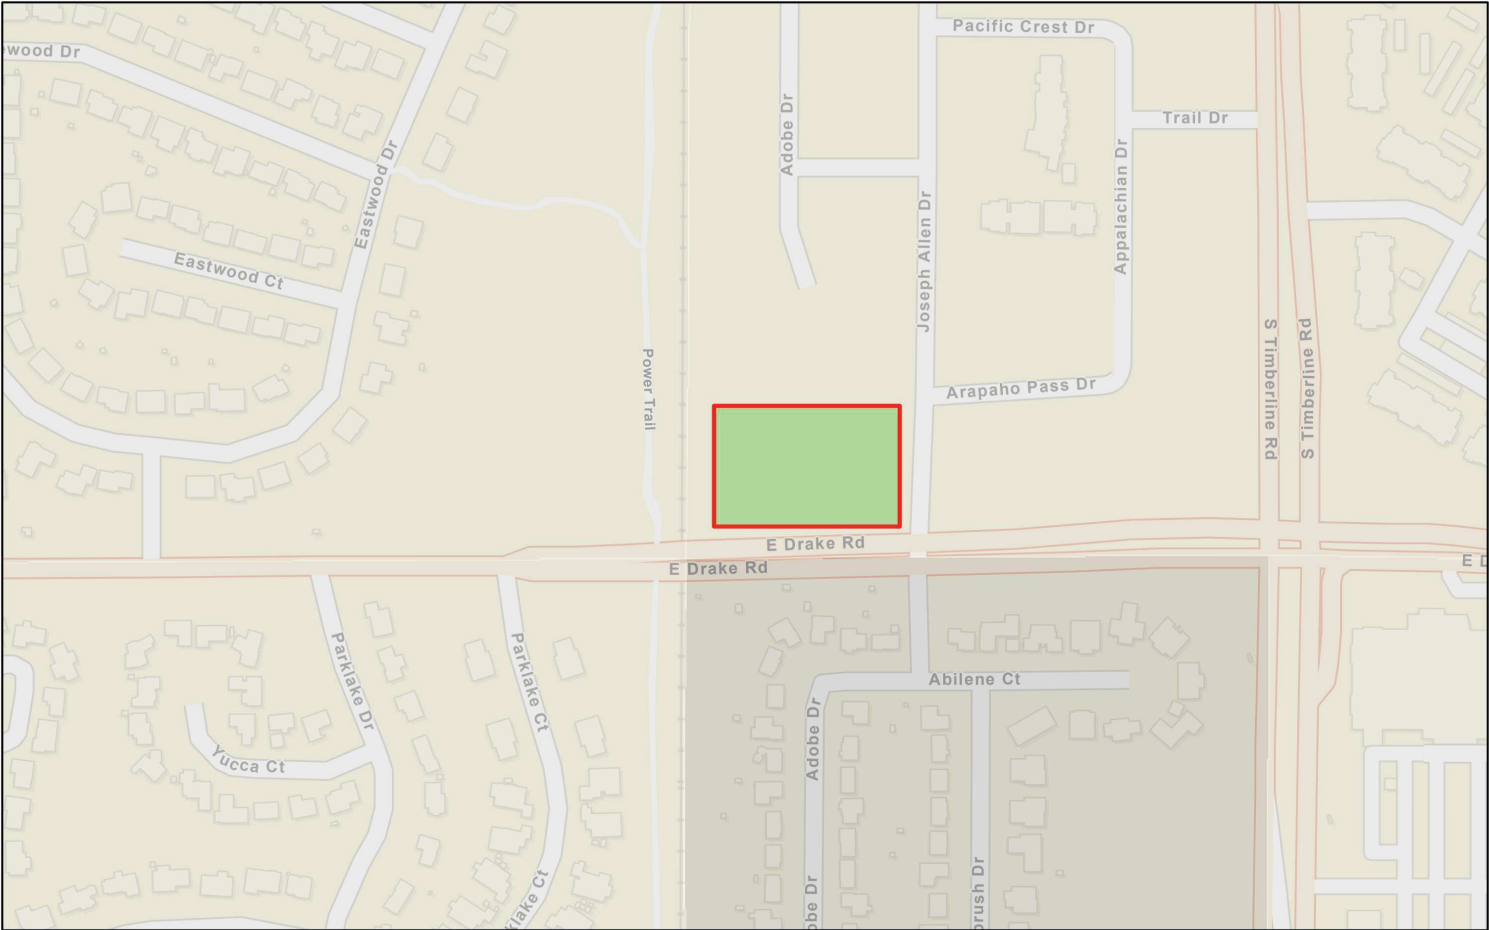 Pacific Crest Dr
wood Dr
Adobe Dr
Trail Dr
Eastwood Dr
Appalachian Dr
Joseph Allen Dr
Eastwood Ct
S Timberline Rd
S Timberline Rd
Power Trail
Arapaho Pass Dr
E Drake Rd
E Drake Rd
E D
Parklake Dr
Parklake Ct
Abilene Ct
Adobe Dr
Yucca Ct
klake Ct
obe Dr
brush Dr